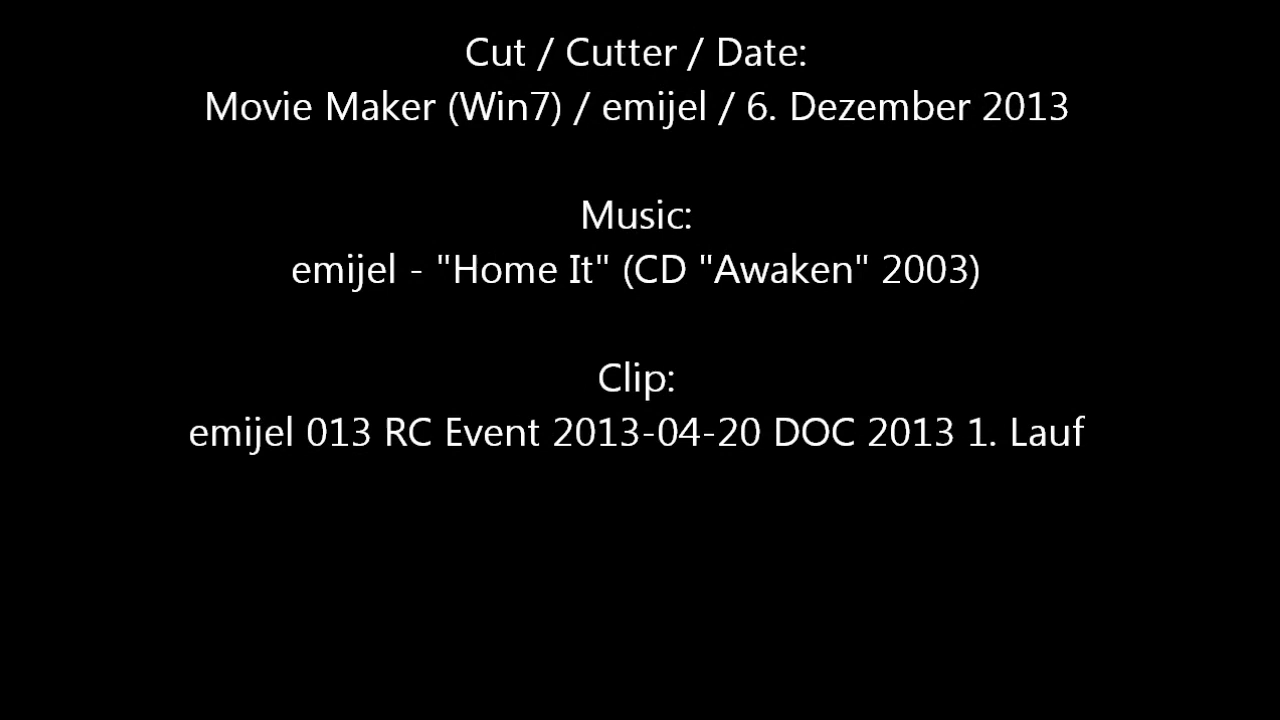 Cut / Cutter / Date:
Movie Maker (Win7) / emijel / 6. Dezember 2013
Music:
emijel - "Home It" (CD "Awaken" 2003)
Clip:
emijel 013 RC Event 2013-04-20 DOC 2013 1. Lauf